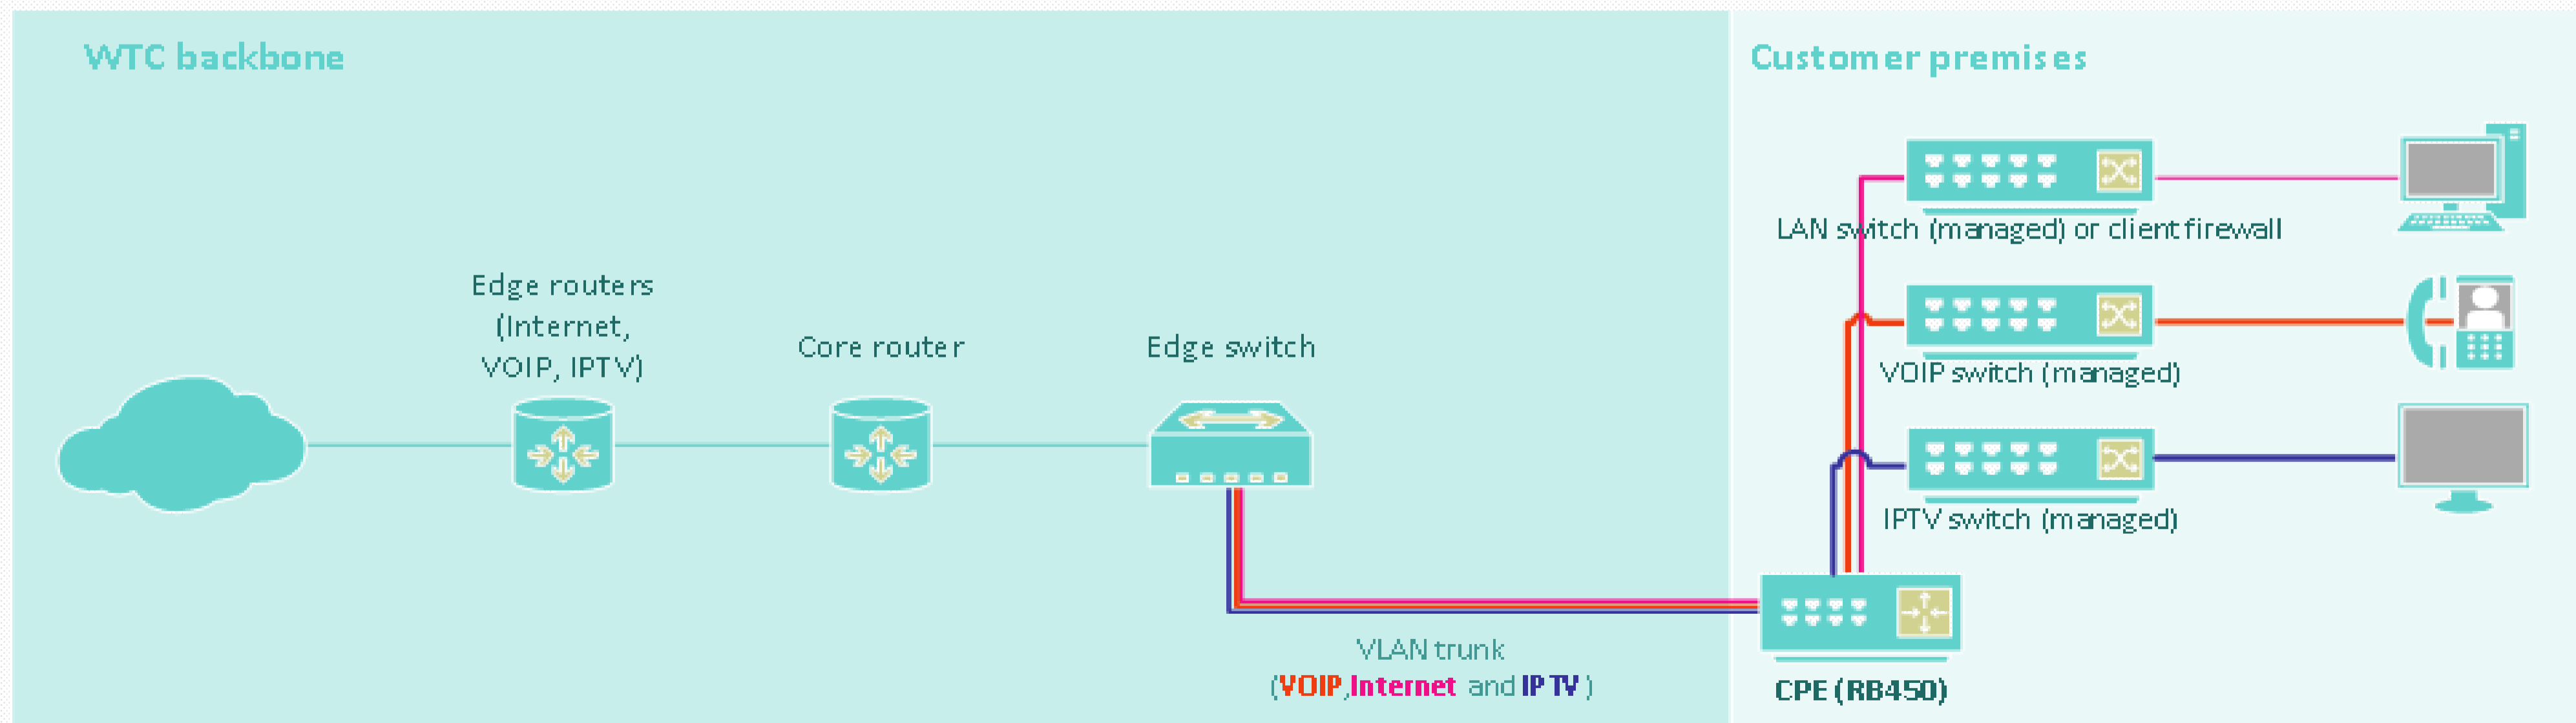 WTC backbone
Customer premises
LAN switch (managed) or client firewall
Edge routers
(Internet,
VOIP, IPTV)
Core router
Edge switch
VOIP switch (managed)
IPTV switch (managed)
VLAN trunk
(VOIP,Internet and IPTV)
CPE (RB450)